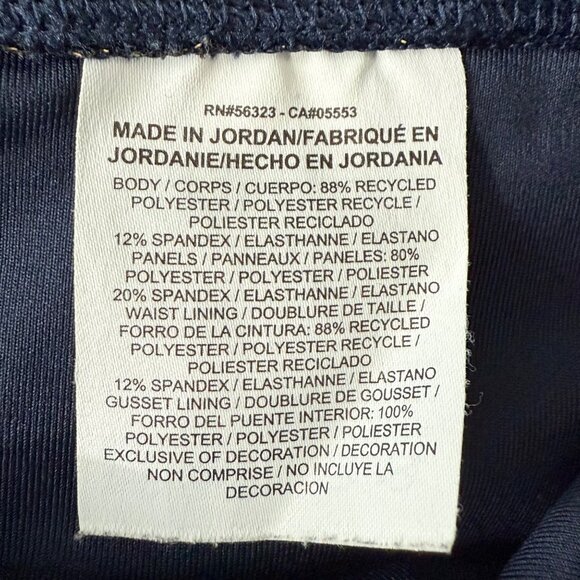 RN#56323 - CA#05553
MADE IN JORDAN/FABRIQUÉ EN
JORDANIE/HECHO EN JORDANIA
BODY / CORPS / CUERPO: 88% RECYCLED
POLYESTER / POLYESTER RECYCLE /
POLIESTER RECICLADO
12% SPANDEX / ELASTHANNE / ELASTANO
PANELS / PANNEAUX / PANELES: 80%
POLYESTER / POLYESTER / POLIESTER
20% SPANDEX / ELASTHANNE / ELASTANO
WAIST LINING / DOUBLURE DE TAILLE /
FORRO DE LA CINTURA: 88% RECYCLED
POLYESTER / POLYESTER RECYCLE /
POLIESTER RECICLADO
12% SPANDEX / ELASTHANNE / ELASTANO
GUSSET LINING / DOUBLURE DE GOUSSET /
FORRO DEL PUENTE INTERIOR: 100%
POLYESTER / POLYESTER / POLIESTER
EXCLUSIVE OF DECORATION / DECORATION
NON COMPRISE / NO INCLUYE LA
DECORACION